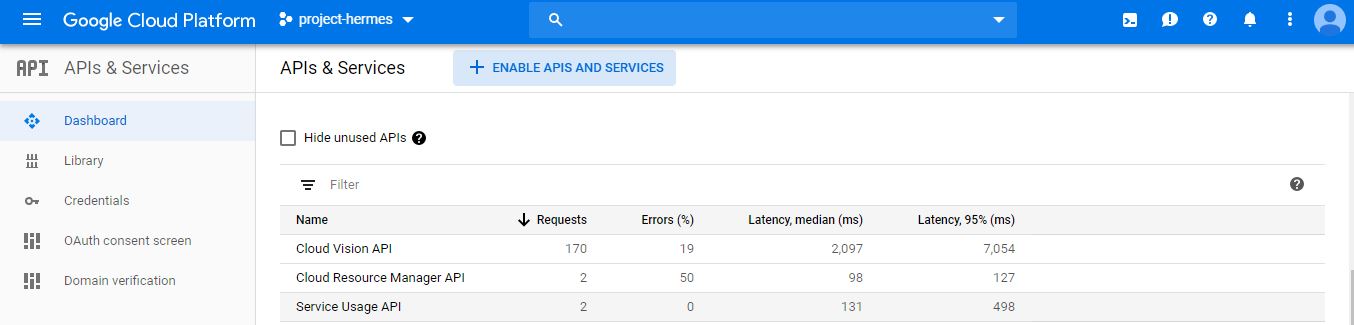 Google Cloud Platform project-hermes
API APIs & Services
APIs & Services ENABLE APIS AND SERVICES
Dashboard
Library
Credentials
OAuth consent screen
Domain verification
Hide unused APIs
Filter
Name Requests Errors (%) Latency, median (ms) Latency, 95% (ms)
Cloud Vision API 170 19 2,097 7,054
Cloud Resource Manager API 2 50 98 127
Service Usage API 2 0 131 498